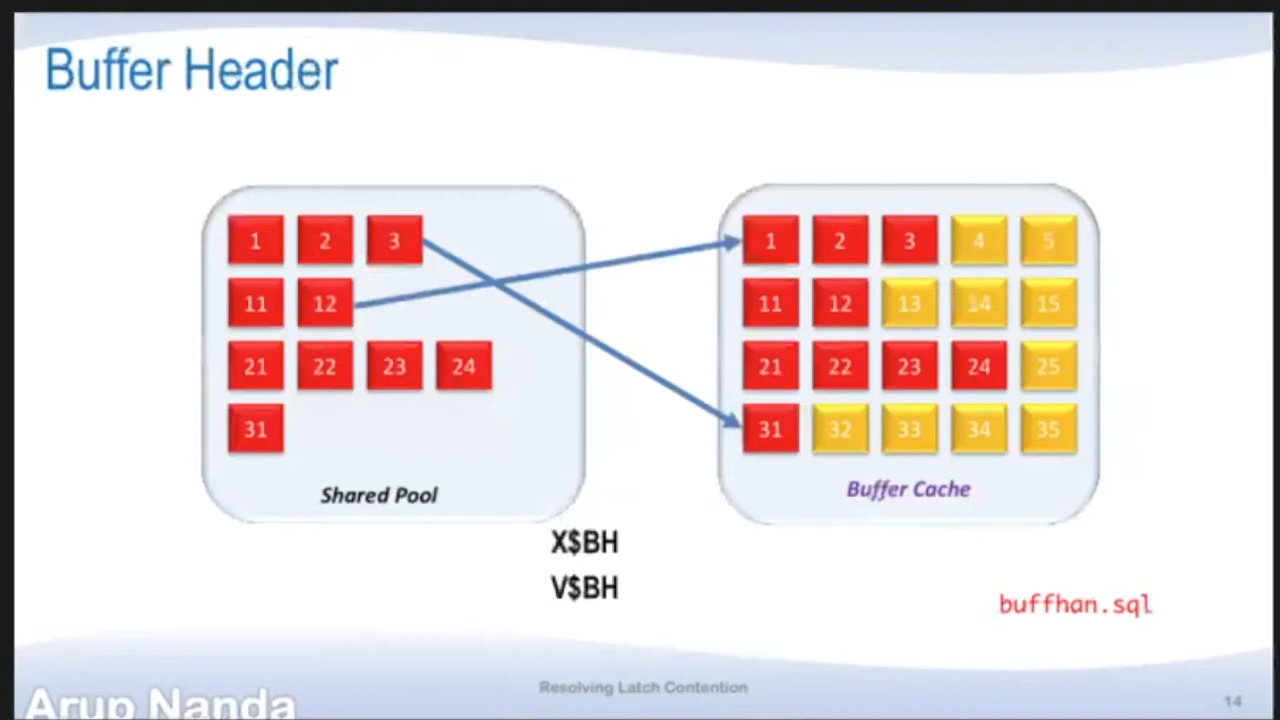 Buffer Header
1 2 3
11 12
21 22 23 24
31
Shared Pool
1 2 3 4 5
11 12 13 14 15
21 22 23 24 25
31 32 33 34 35
Buffer Cache
X$BH
V$BH
buffhan.sql
Resolving Latch Contention
14
Arup Nanda